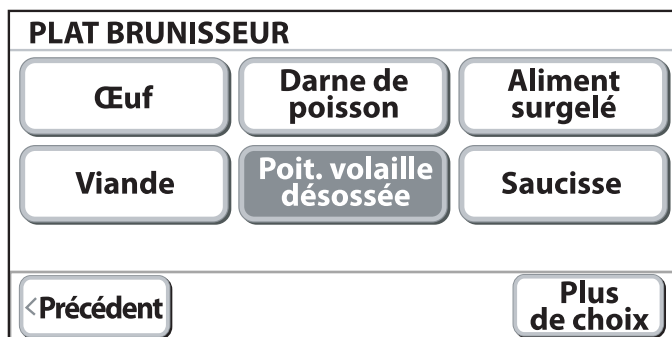 PLAT BRUNISSEUR
Œuf
Darne de
poisson
Aliment
surgelé
Viande
Poit. volaille
désossée
Saucisse
<Précédent
Plus
de choix